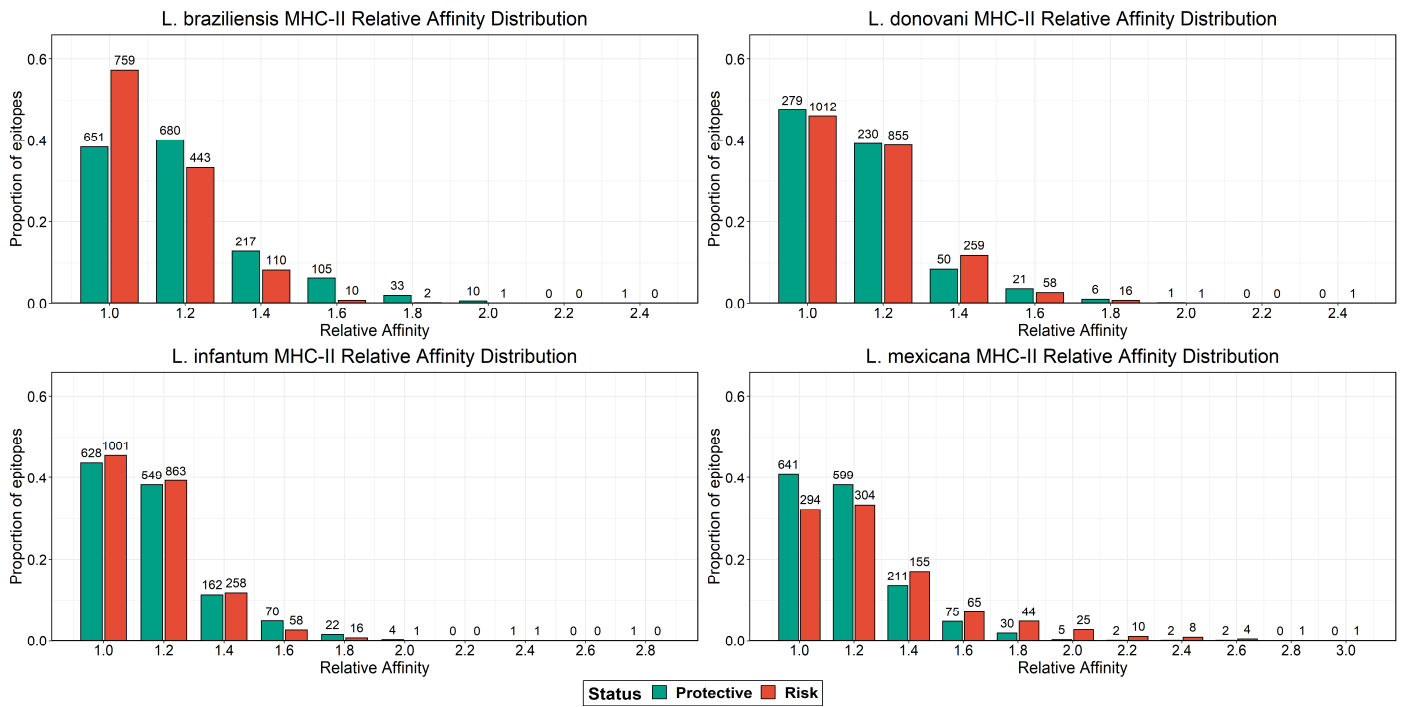 L. braziliensis MHC-II Relative Affinity Distribution
Proportion of epitopes
0.6
0.4
0.2
0.0
651 759 680 443 217 110 105 10 33 2 10 1 0 0 1 0
1.0 1.2 1.4 1.6 1.8 2.0 2.2 2.4
Relative Affinity
L. donovani MHC-II Relative Affinity Distribution
Proportion of epitopes
0.6
0.4
0.2
0.0
279 1012 230 855 50 259 21 58 6 16 1 1 0 0 0 1
1.0 1.2 1.4 1.6 1.8 2.0 2.2 2.4
Relative Affinity
L. infantum MHC-II Relative Affinity Distribution
Proportion of epitopes
0.6
0.4
0.2
0.0
628 1001 549 863 162 258 70 58 22 16 4 1 0 0 1 1 0 0 1 0
1.0 1.2 1.4 1.6 1.8 2.0 2.2 2.4 2.6 2.8
Relative Affinity
L. mexicana MHC-II Relative Affinity Distribution
Proportion of epitopes
0.6
0.4
0.2
0.0
641 294 599 304 211 155 75 65 30 44 5 25 2 10 2 8 2 4 0 1 0 1
1.0 1.2 1.4 1.6 1.8 2.0 2.2 2.4 2.6 2.8 3.0
Relative Affinity
Status Protective Risk